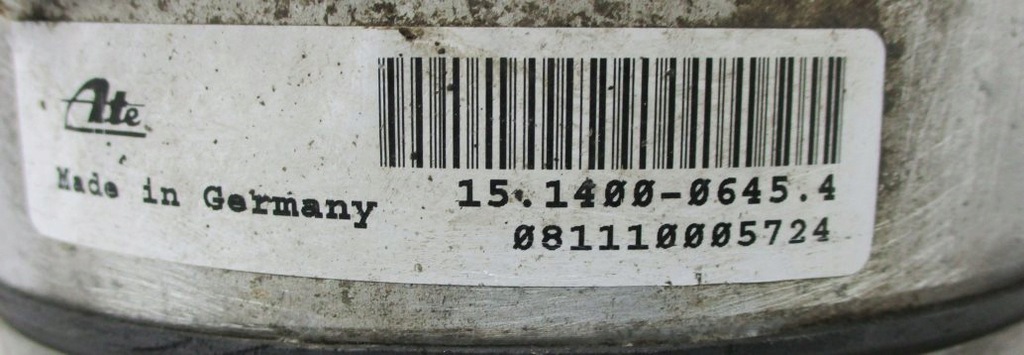 Ate
Made in Germany
15.1400-0645.4
081110005724